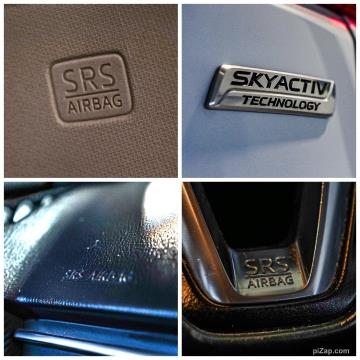 SRS
AIRBAG
SKYACTIV
TECHNOLOGY
SRS AIRBAG
SRS
AIRBAG
piZap.com